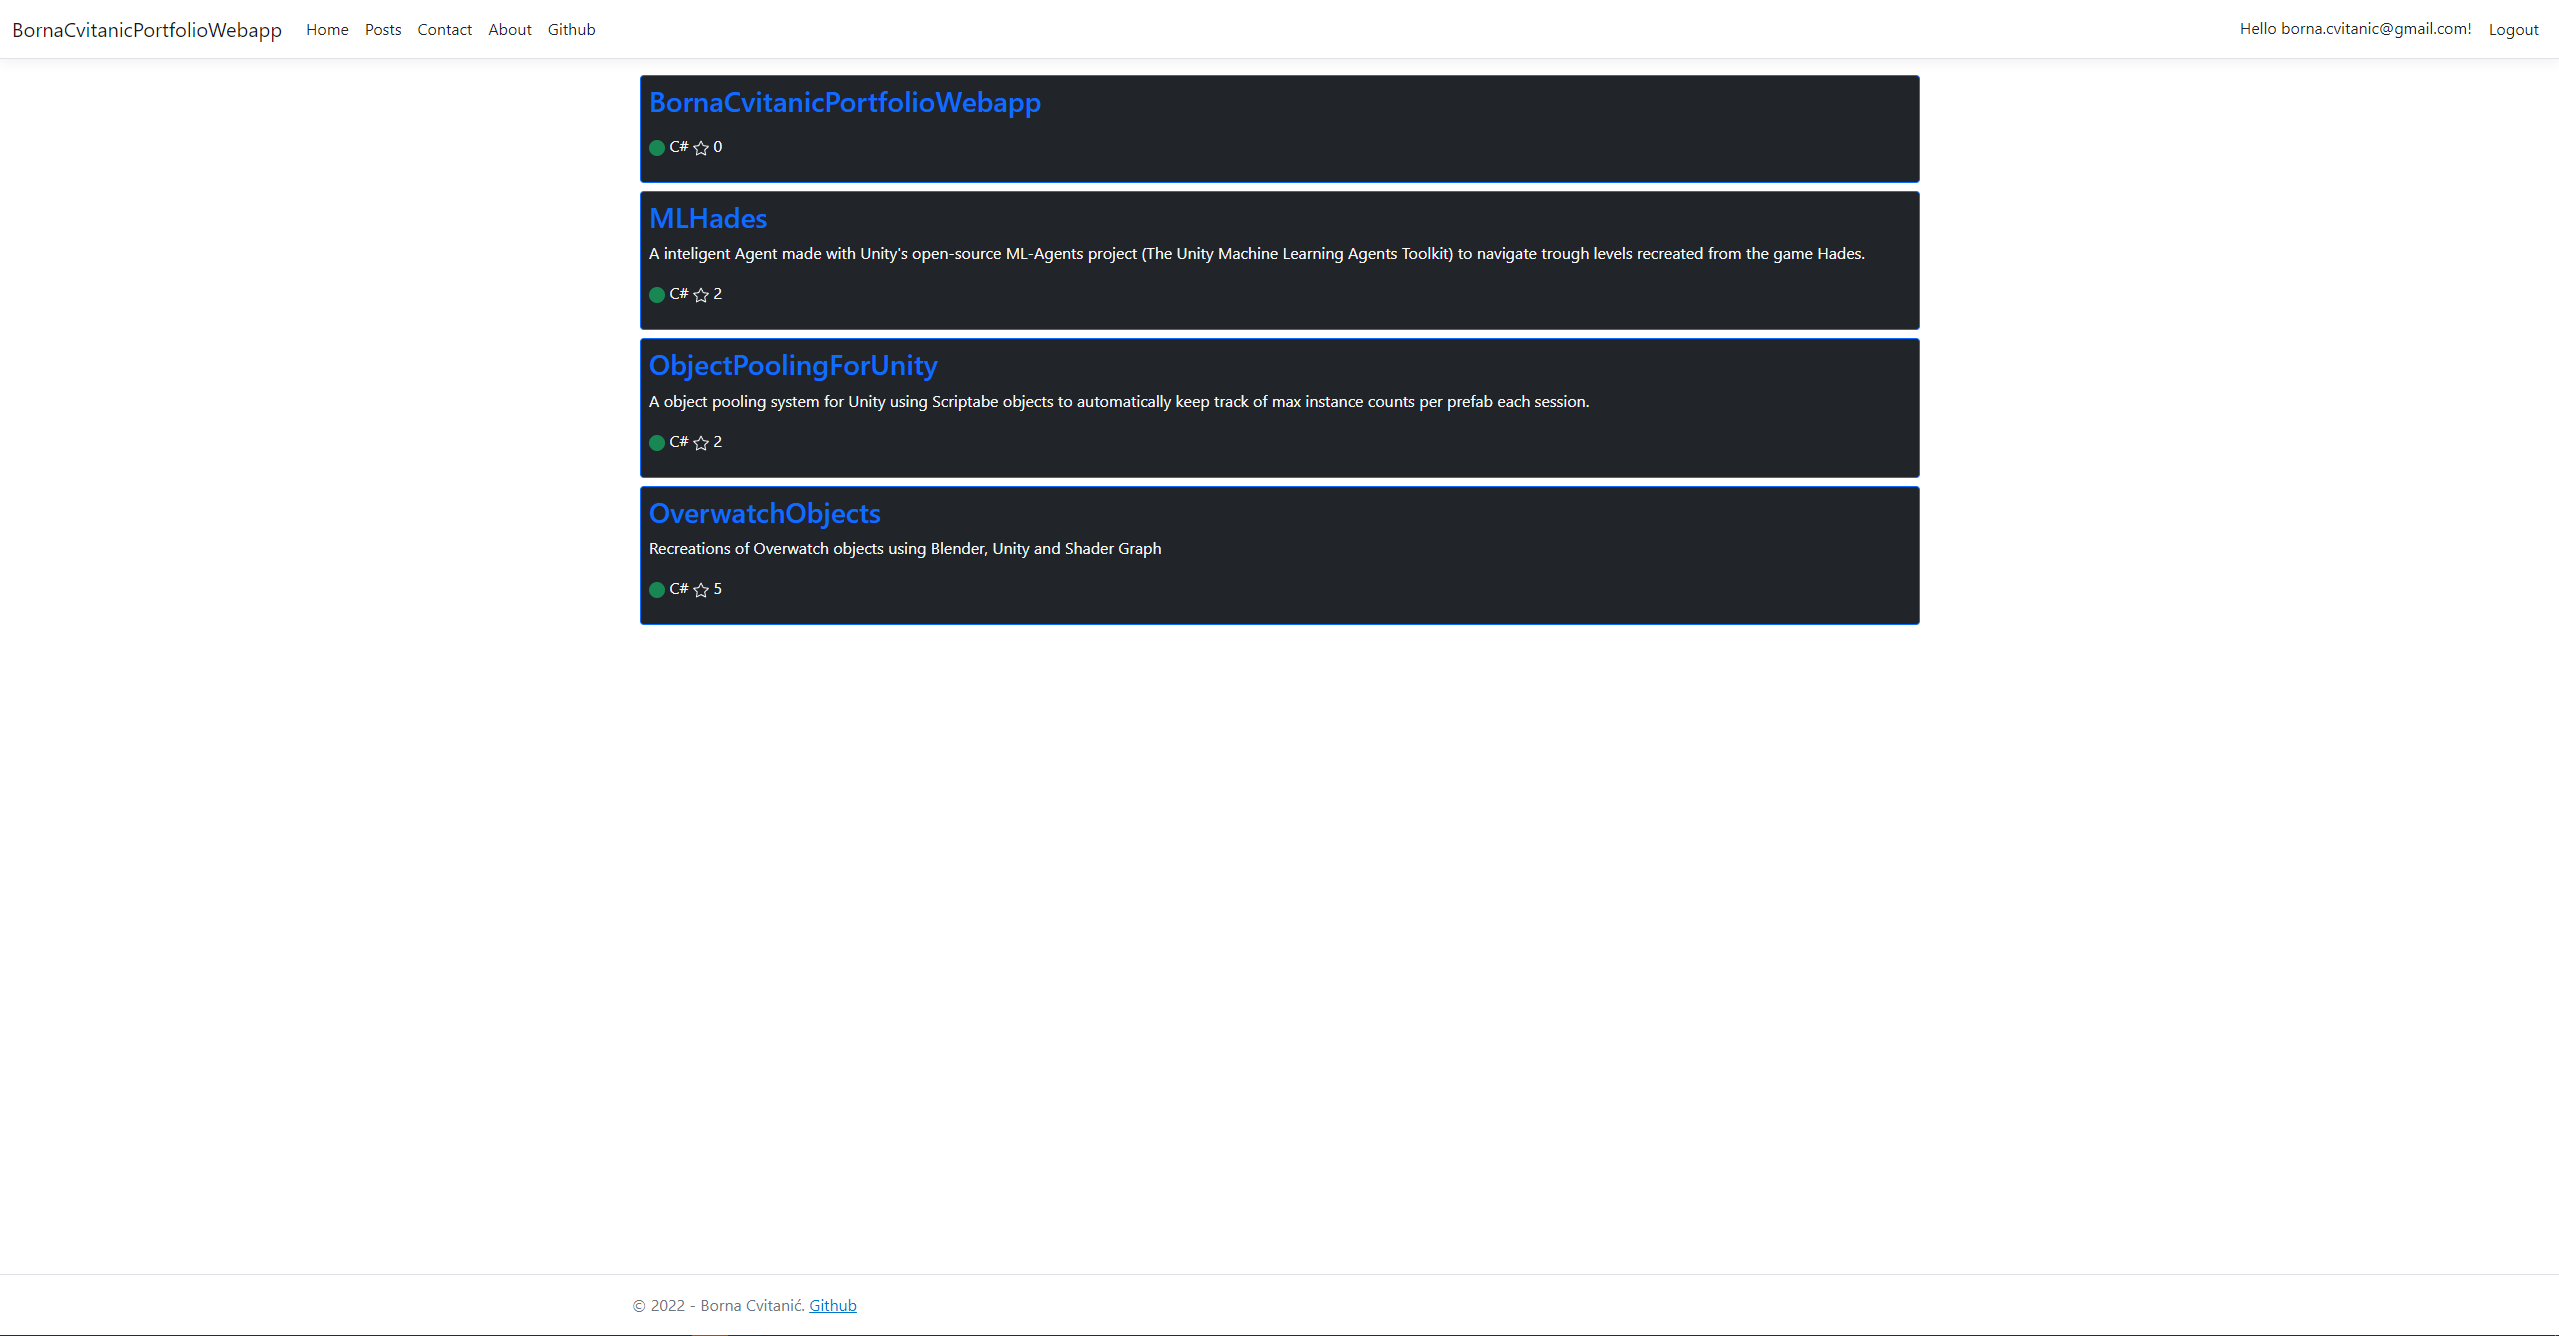 BornaCvitanicPortfolioWebapp Home Posts Contact About Github Hello borna.cvitanic@gmail.com! Logout
BornaCvitanicPortfolioWebapp
C# 0
MLHades
A inteligent Agent made with Unity's open-source ML-Agents project (The Unity Machine Learning Agents Toolkit) to navigate trough levels recreated from the game Hades.
C# 2
ObjectPoolingForUnity
A object pooling system for Unity using Scriptabe objects to automatically keep track of max instance counts per prefab each session.
C# 2
OverwatchObjects
Recreations of Overwatch objects using Blender, Unity and Shader Graph
C# 5
© 2022 - Borna Cvitanić. Github